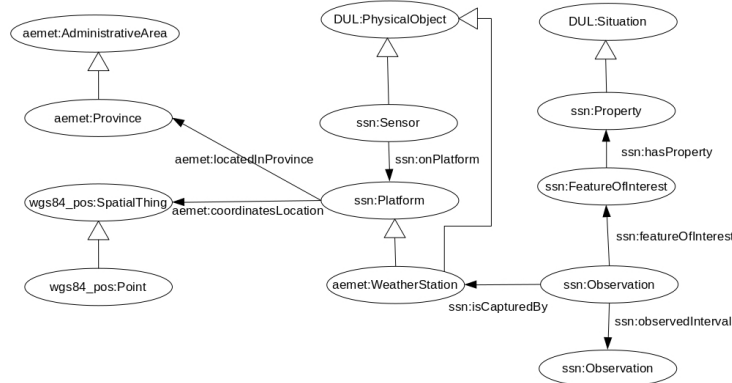 aemet:AdministrativeArea
DUL:PhysicalObject
DUL:Situation
aemet:Province
ssn:Sensor
ssn:Property
aemet:locatedInProvince
ssn:onPlatform
ssn:hasProperty
wgs84_pos:SpatialThing
aemet:coordinatesLocation
ssn:Platform
ssn:FeatureOfInterest
ssn:featureOfInterest
wgs84_pos:Point
aemet:WeatherStation
ssn:isCapturedBy
ssn:Observation
ssn:observedInterval
ssn:Observation